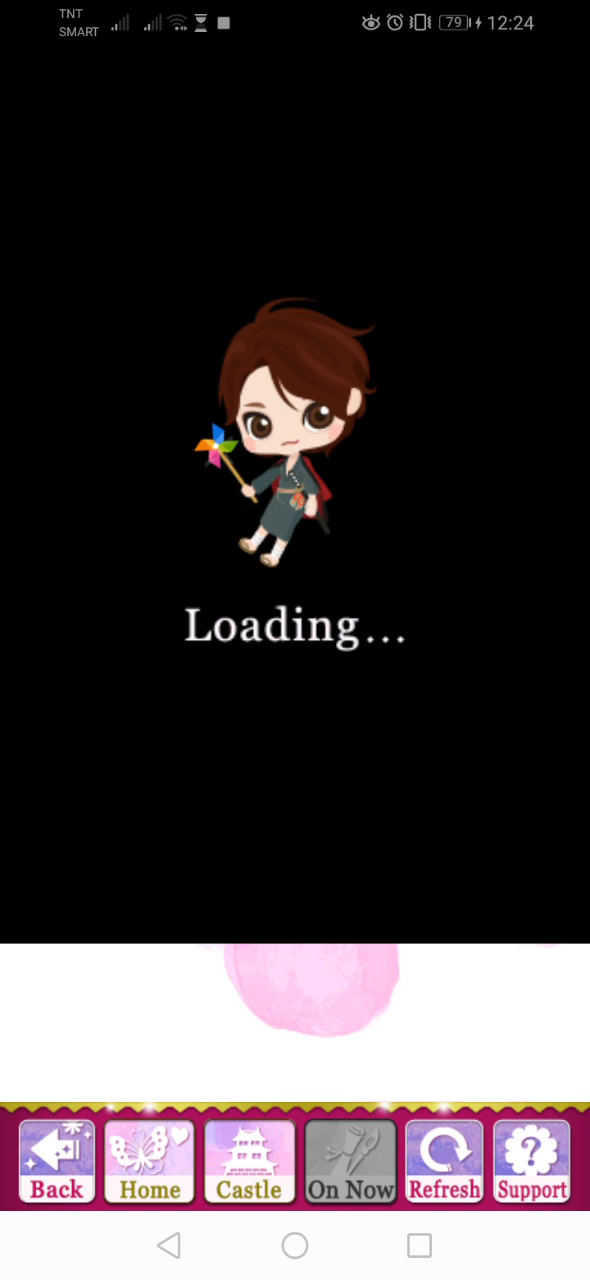 TNT
SMART
79 12:24
Loading...
Back Home Castle On Now Refresh Support